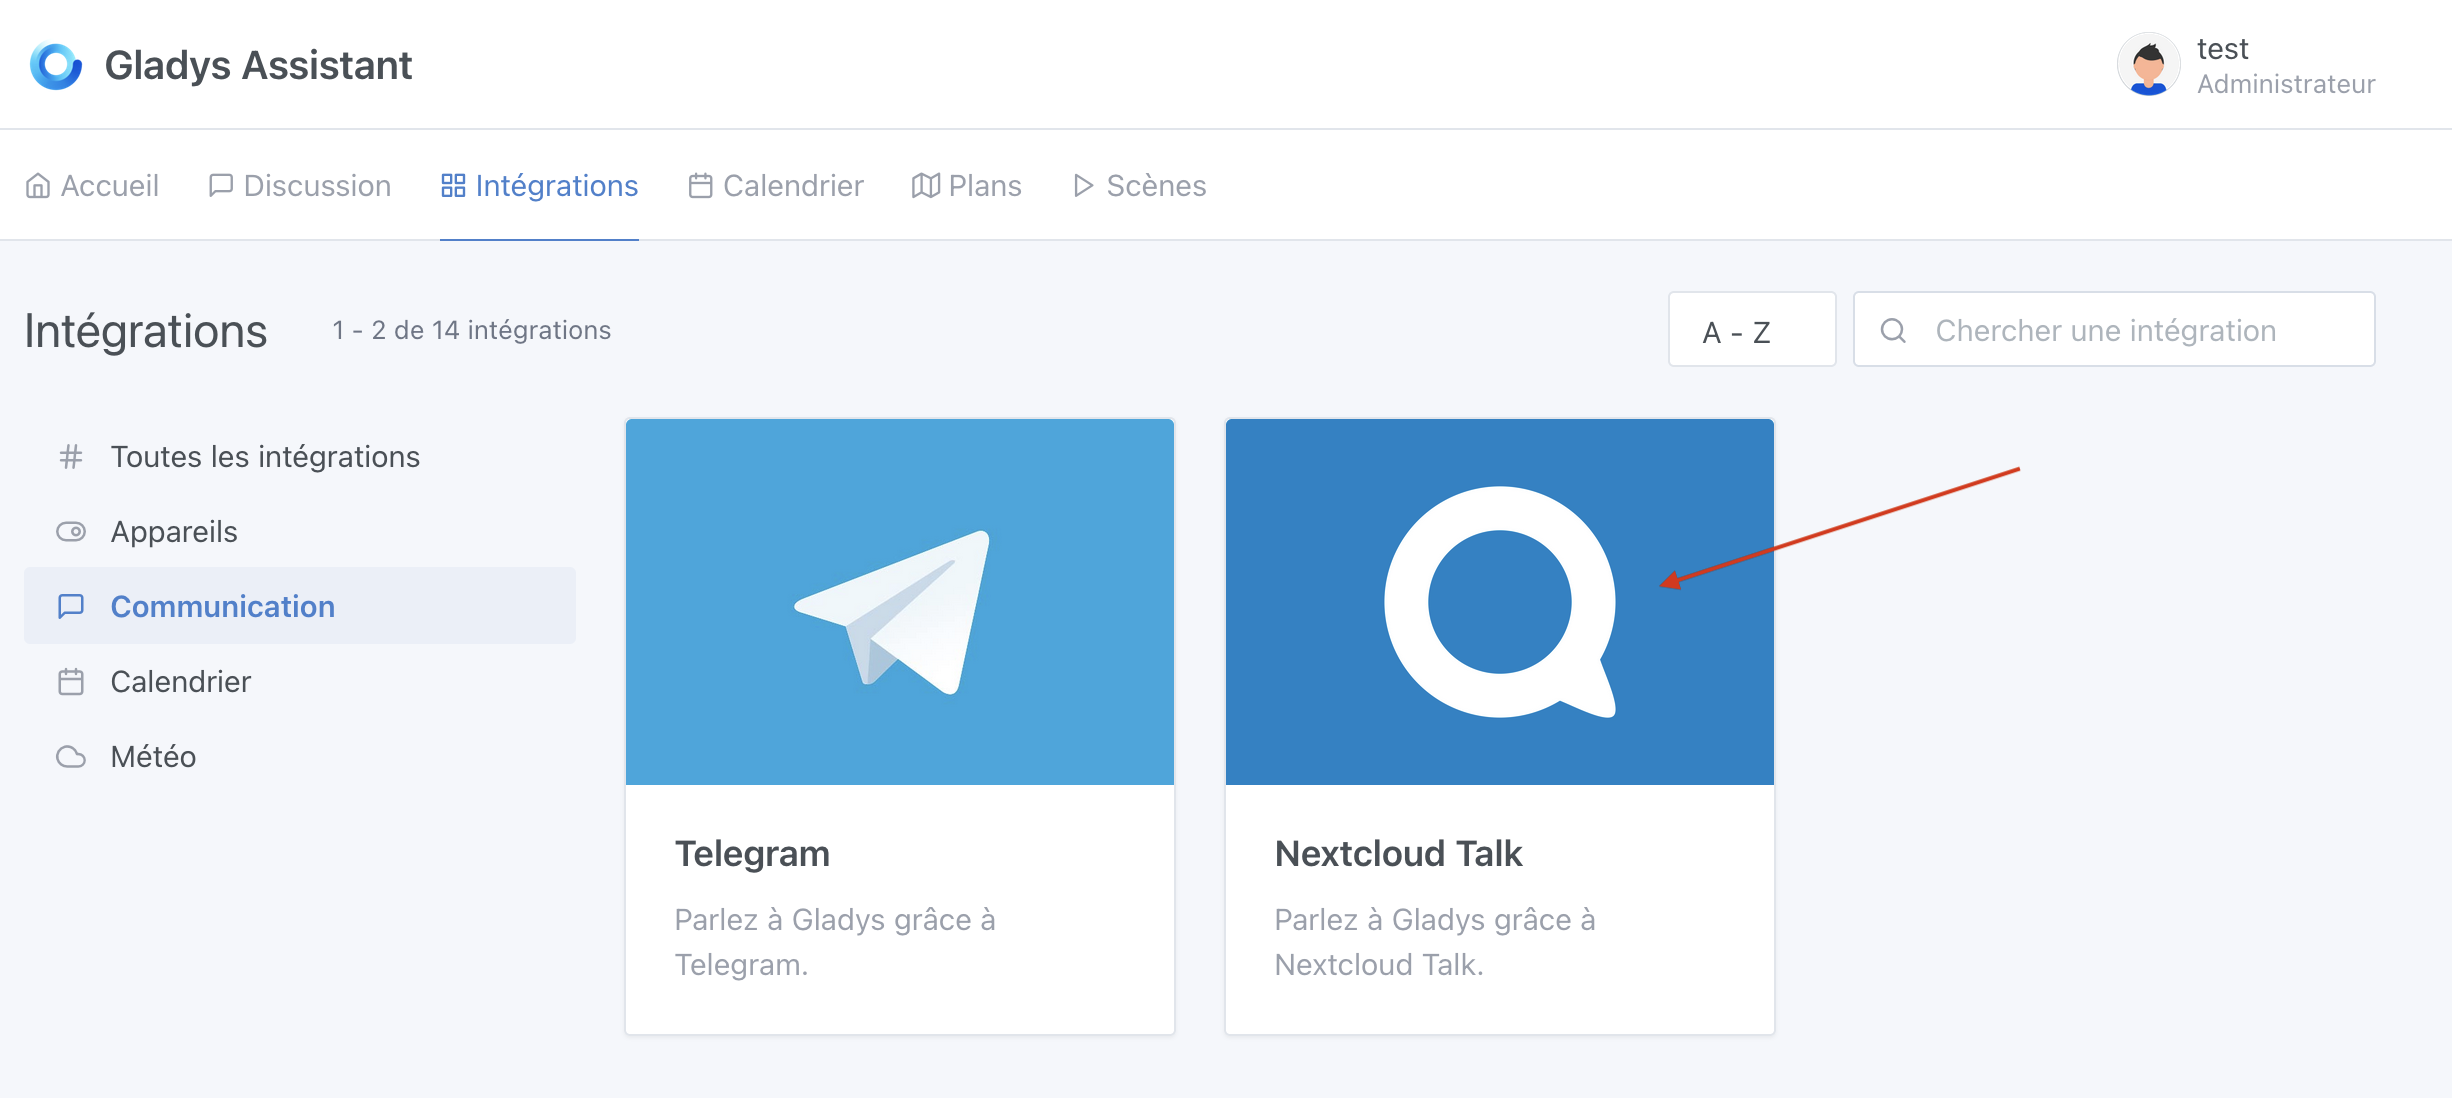 Gladys Assistant
test
Administrateur
Accueil
Discussion
Intégrations
Calendrier
Plans
Scènes
Intégrations
1 - 2 de 14 intégrations
A - Z
Chercher une intégration
Toutes les intégrations
Appareils
Communication
Calendrier
Météo
Telegram
Parlez à Gladys grâce à
Telegram.
Nextcloud Talk
Parlez à Gladys grâce à
Nextcloud Talk.